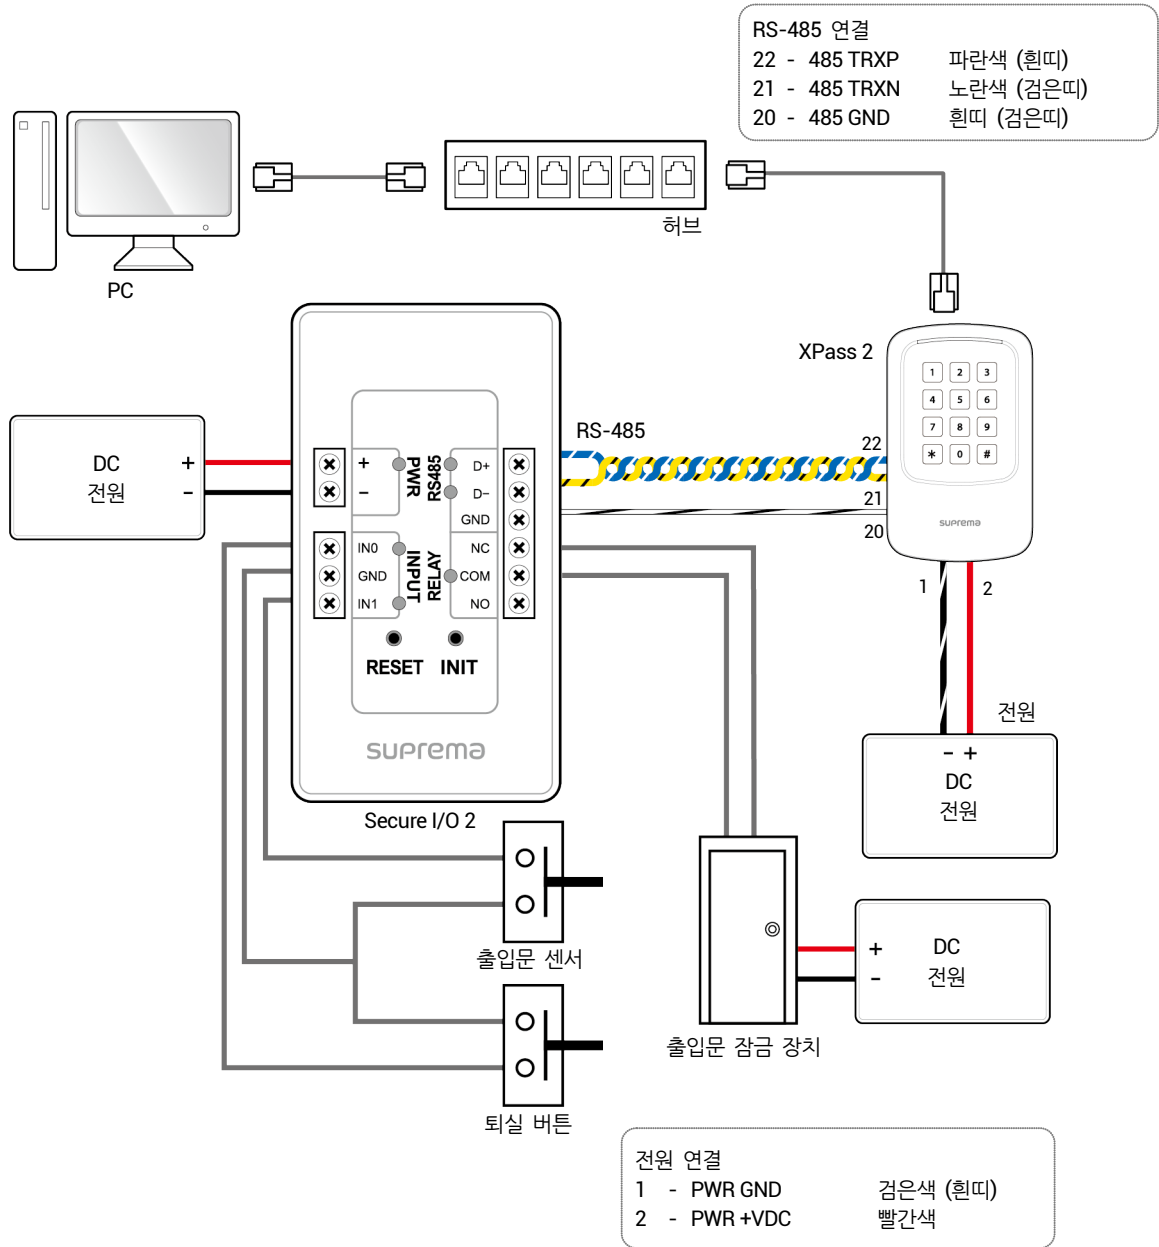 RS-485 연결
22 - 485 TRXP 파란색 (흰띠)
21 - 485 TRXN 노란색 (검은띠)
20 - 485 GND 흰띠 (검은띠)
허브
PC
XPass 2
1 2 3
4 5 6
7 8 9
* 0 #
suprema
RS-485
22
21
20
1
2
DC
전원
+
-
+
-
PWR
RS485
D+
D-
GND
IN0
GND
IN1
INPUT
RELAY
NC
COM
NO
RESET INIT
suprema
Secure I/O 2
전원
- +
DC
전원
출입문 센서
퇴실 버튼
출입문 잠금 장치
+
-
DC
전원
전원 연결
1 - PWR GND 검은색 (흰띠)
2 - PWR +VDC 빨간색